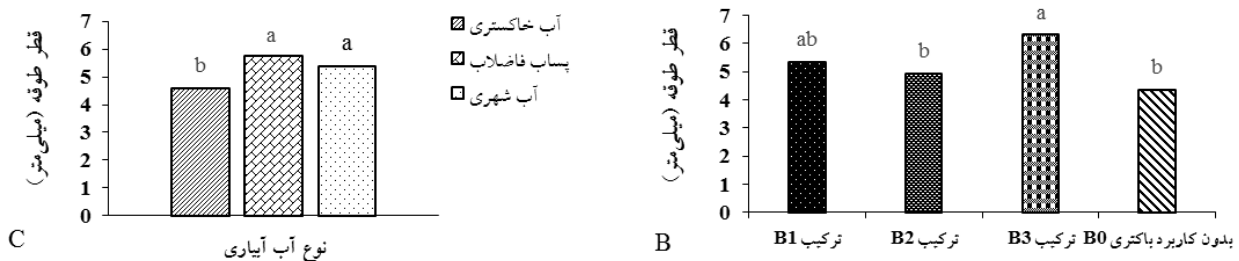 7
6
5
4
3
2
1
0
قطر طوقه (میلی‌متر)
b
a
a
نوع آب آبیاری
آب خاکستری
پساب فاضلاب
آب شهری
C
7
6
5
4
3
2
1
0
قطر طوقه (میلی‌متر)
ab
b
a
b
ترکیب B1
ترکیب B2
ترکیب B3
بدون کاربرد باکتری B0
B